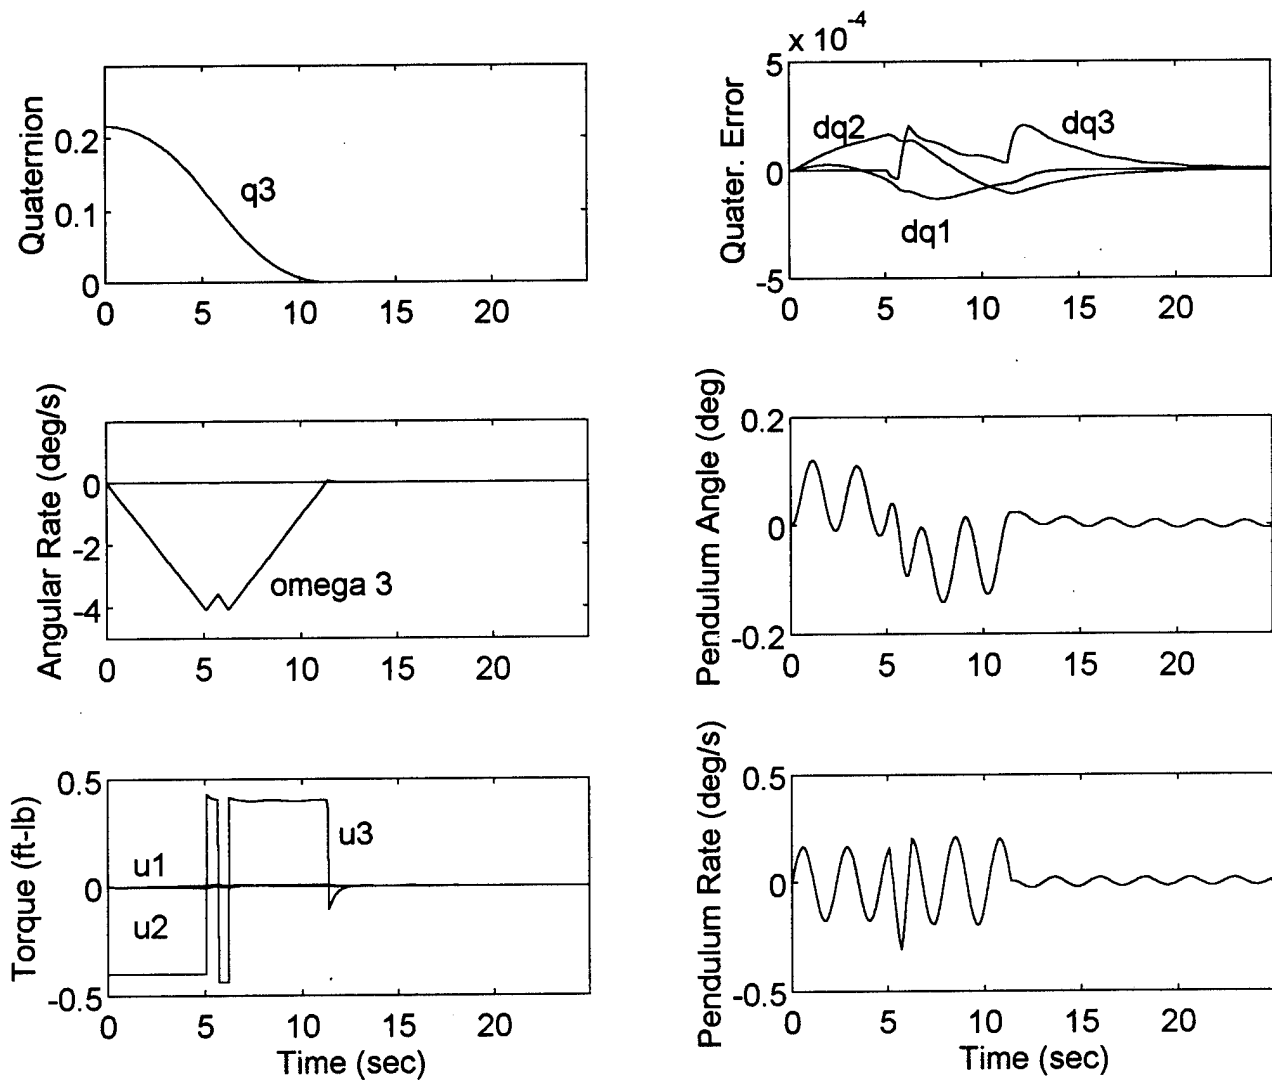 0.2
0.1
0
Quaternion
q3
0 5 10 15 20
x 10-4
5
0
-5
Quater. Error
dq2
dq3
dq1
0 5 10 15 20
0
-2
-4
Angular Rate (deg/s)
omega 3
0 5 10 15 20
0.2
0
-0.2
Pendulum Angle (deg)
0 5 10 15 20
0.5
0
-0.5
Torque (ft-lb)
u1
u2
u3
0 5 10 15 20
Time (sec)
0.5
0
-0.5
Pendulum Rate (deg/s)
0 5 10 15 20
Time (sec)